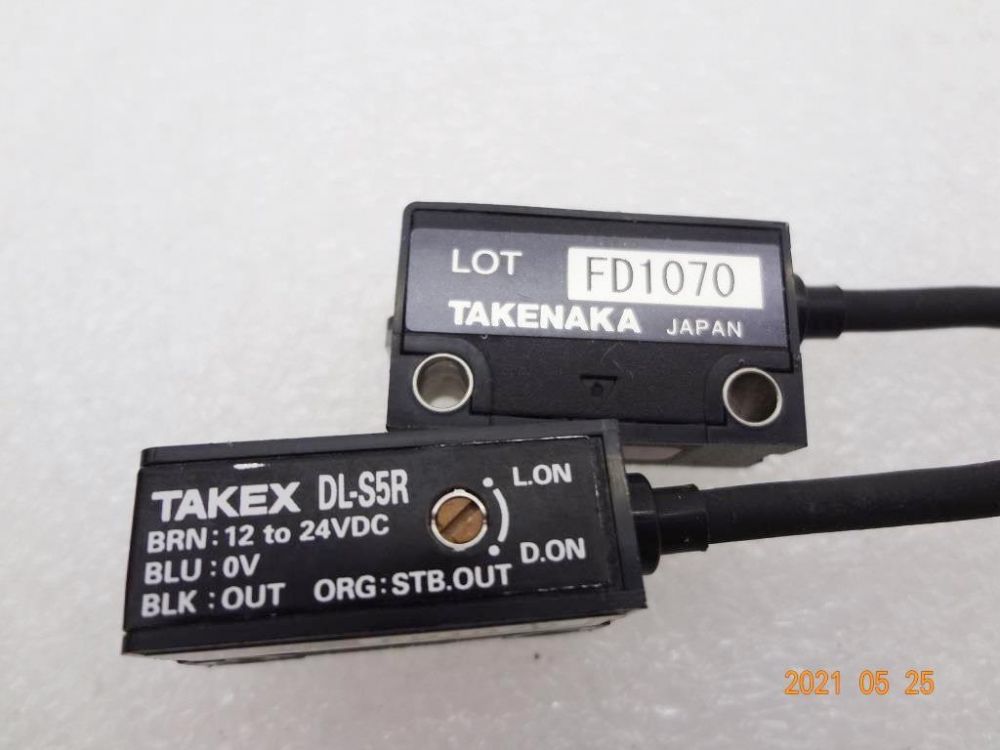 LOT FD1070
TAKENAKA JAPAN
TAKEX DL-S5R
L.ON
BRN:12 to 24VDC
D.ON
BLU:0V
BLK:OUT ORG:STB.OUT
2021 05 25